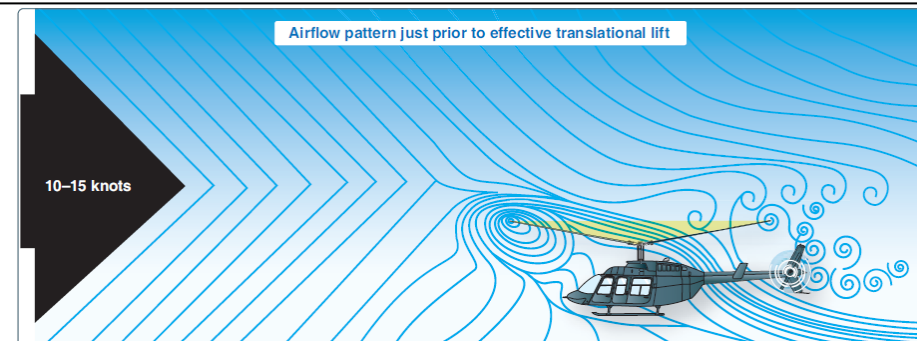 Airflow pattern just prior to effective translational lift
10–15 knots